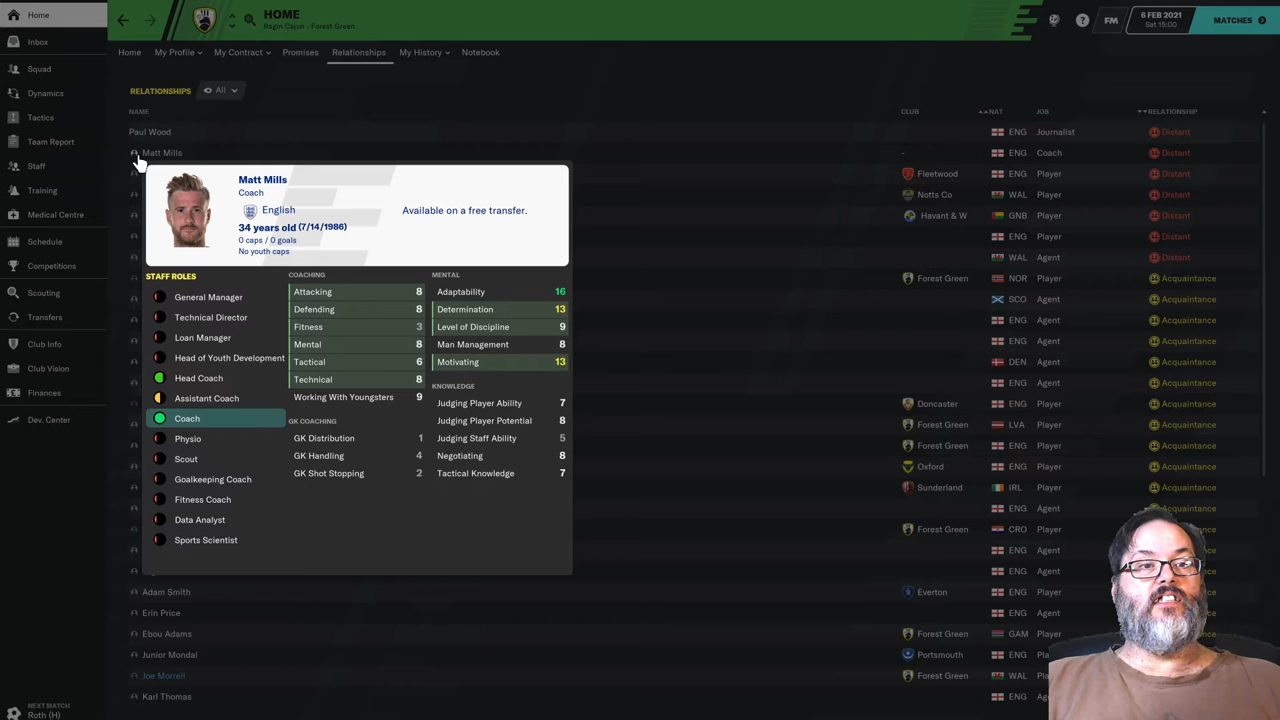 Home
HOME
Ragin Cajun - Forest Green
FM
6 FEB 2021
Sat 15:00
MATCHES
Inbox
Home
My Profile
My Contract
Promises
Relationships
My History
Notebook
Squad
Dynamics
Tactics
Team Report
Staff
Training
Medical Centre
Schedule
Competitions
Scouting
Transfers
Club Info
Club Vision
Finances
Dev. Center
NEXT MATCH
Roth (H)
RELATIONSHIPS
All
NAME
CLUB
NAT
JOB
RELATIONSHIP
Paul Wood ENG Journalist Distant
Matt Mills - ENG Coach Distant
Fleetwood ENG Player Distant
Notts Co WAL Player Distant
Havant & W GNB Player Distant
ENG Player Distant
WAL Agent Distant
Forest Green NOR Player Acquaintance
SCO Agent Acquaintance
ENG Agent Acquaintance
ENG Agent Acquaintance
DEN Agent Acquaintance
ENG Agent Acquaintance
Doncaster ENG Player Acquaintance
Forest Green LVA Player Acquaintance
Forest Green ENG Player Acquaintance
Oxford ENG Player Acquaintance
Sunderland IRL Player Acquaintance
ENG Agent Acquaintance
Forest Green CRO Player Acquaintance
ENG Agent
ENG Agent
Adam Smith Everton ENG Player
Erin Price ENG Agent
Ebou Adams Forest Green GAM
Junior Mondal Portsmouth ENG
Joe Morrell Forest Green WAL
Karl Thomas ENG
Matt Mills
Coach
English
34 years old (7/14/1986)
0 caps / 0 goals
No youth caps
Available on a free transfer.
STAFF ROLES
General Manager
Technical Director
Loan Manager
Head of Youth Development
Head Coach
Assistant Coach
Coach
Physio
Scout
Goalkeeping Coach
Fitness Coach
Data Analyst
Sports Scientist
COACHING
Attacking 8
Defending 8
Fitness 3
Mental 8
Tactical 6
Technical 8
Working With Youngsters 9
GK COACHING
GK Distribution 1
GK Handling 4
GK Shot Stopping 2
MENTAL
Adaptability 16
Determination 13
Level of Discipline 9
Man Management 8
Motivating 13
KNOWLEDGE
Judging Player Ability 7
Judging Player Potential 8
Judging Staff Ability 5
Negotiating 8
Tactical Knowledge 7